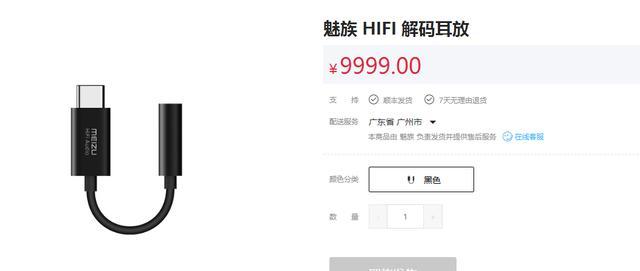 魅族 HIFI 解码耳放
¥9999.00
支 持 顺丰发货 7天无理由退货
配送服务 广东省 广州市
本商品由 魅族 负责发货并提供售后服务 在线客服
MEIZU
HiFi Audio
颜色分类 黑色
数 量 - 1 +